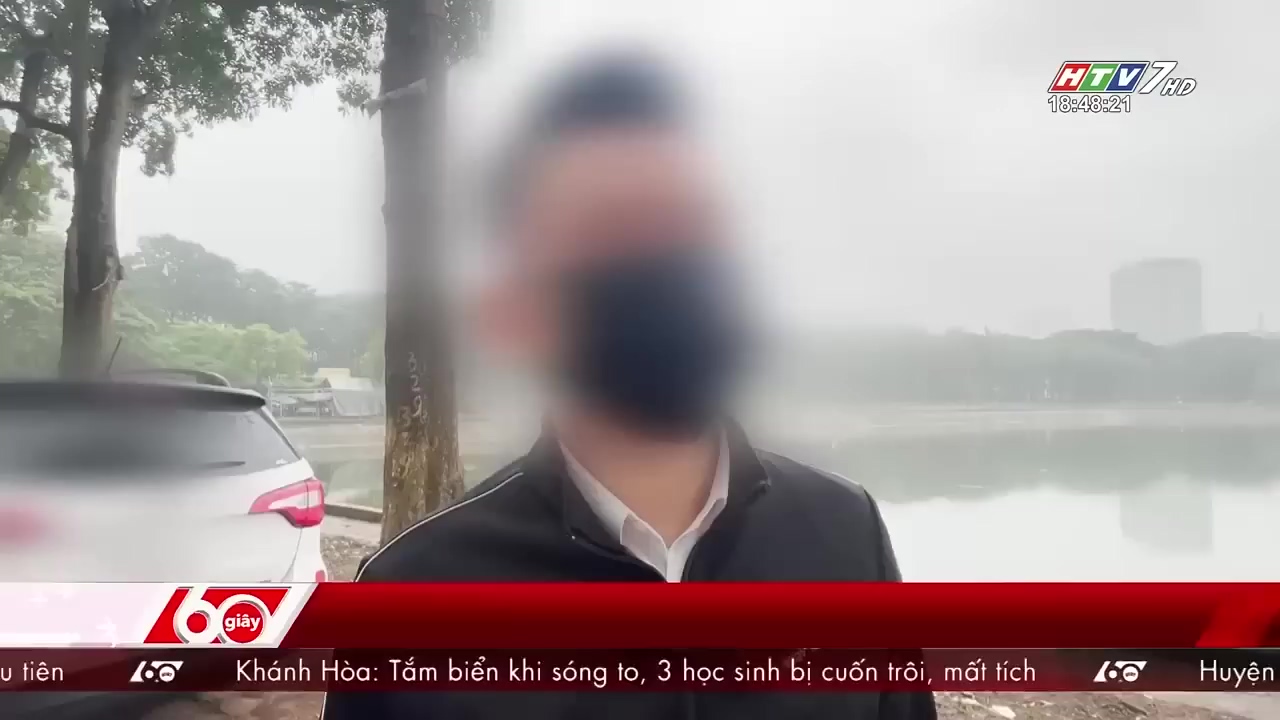 HTV7 HD
18:48:21
329
60 giây
u tiên
Khánh Hòa: Tắm biển khi sóng to, 3 học sinh bị cuốn trôi, mất tích
Huyện